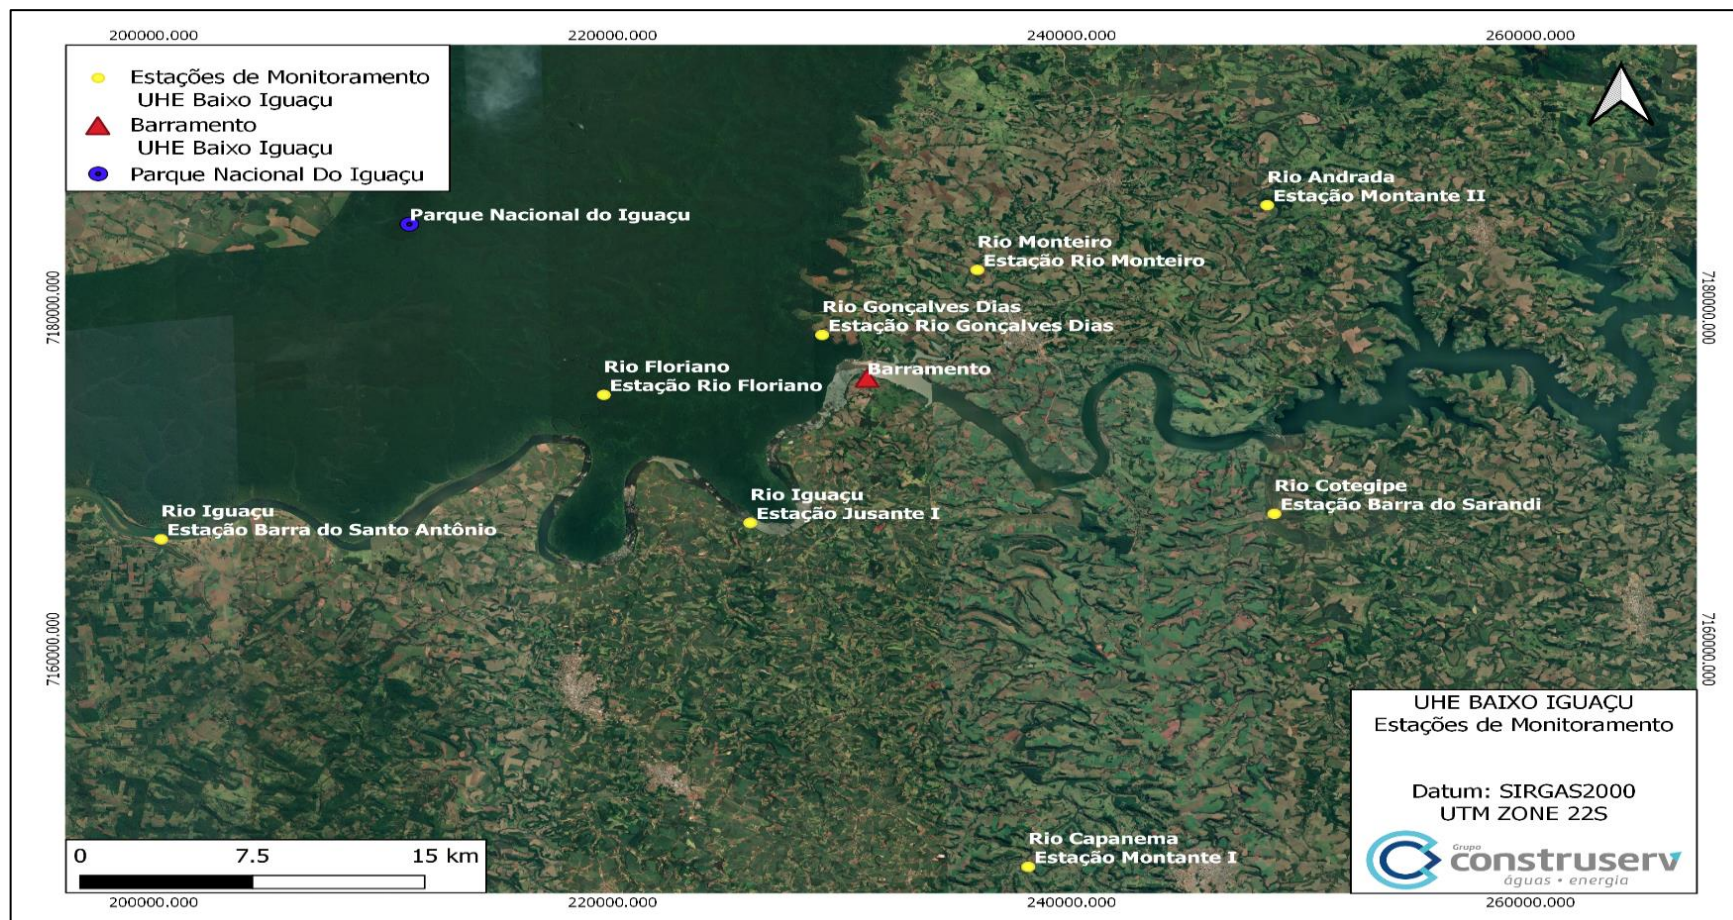 200000.000
220000.000
240000.000
260000.000
Estações de Monitoramento
UHE Baixo Iguaçu
Barramento
UHE Baixo Iguaçu
Parque Nacional Do Iguaçu
Rio Andrada
Estação Montante II
Parque Nacional do Iguaçu
Rio Monteiro
Estação Rio Monteiro
7180000.000
7180000.000
Rio Gonçalves Dias
Estação Rio Gonçalves Dias
Rio Floriano
Estação Rio Floriano
Barramento
Rio Iguaçu
Estação Jusante I
Rio Cotegipe
Estação Barra do Sarandi
Rio Iguaçu
Estação Barra do Santo Antônio
7160000.000
7160000.000
UHE BAIXO IGUAÇU
Estações de Monitoramento
Datum: SIRGAS2000
UTM ZONE 22S
Grupo
construserv
águas • energia
Rio Capanema
Estação Montante I
0
7.5
15 km
200000.000
220000.000
240000.000
260000.000